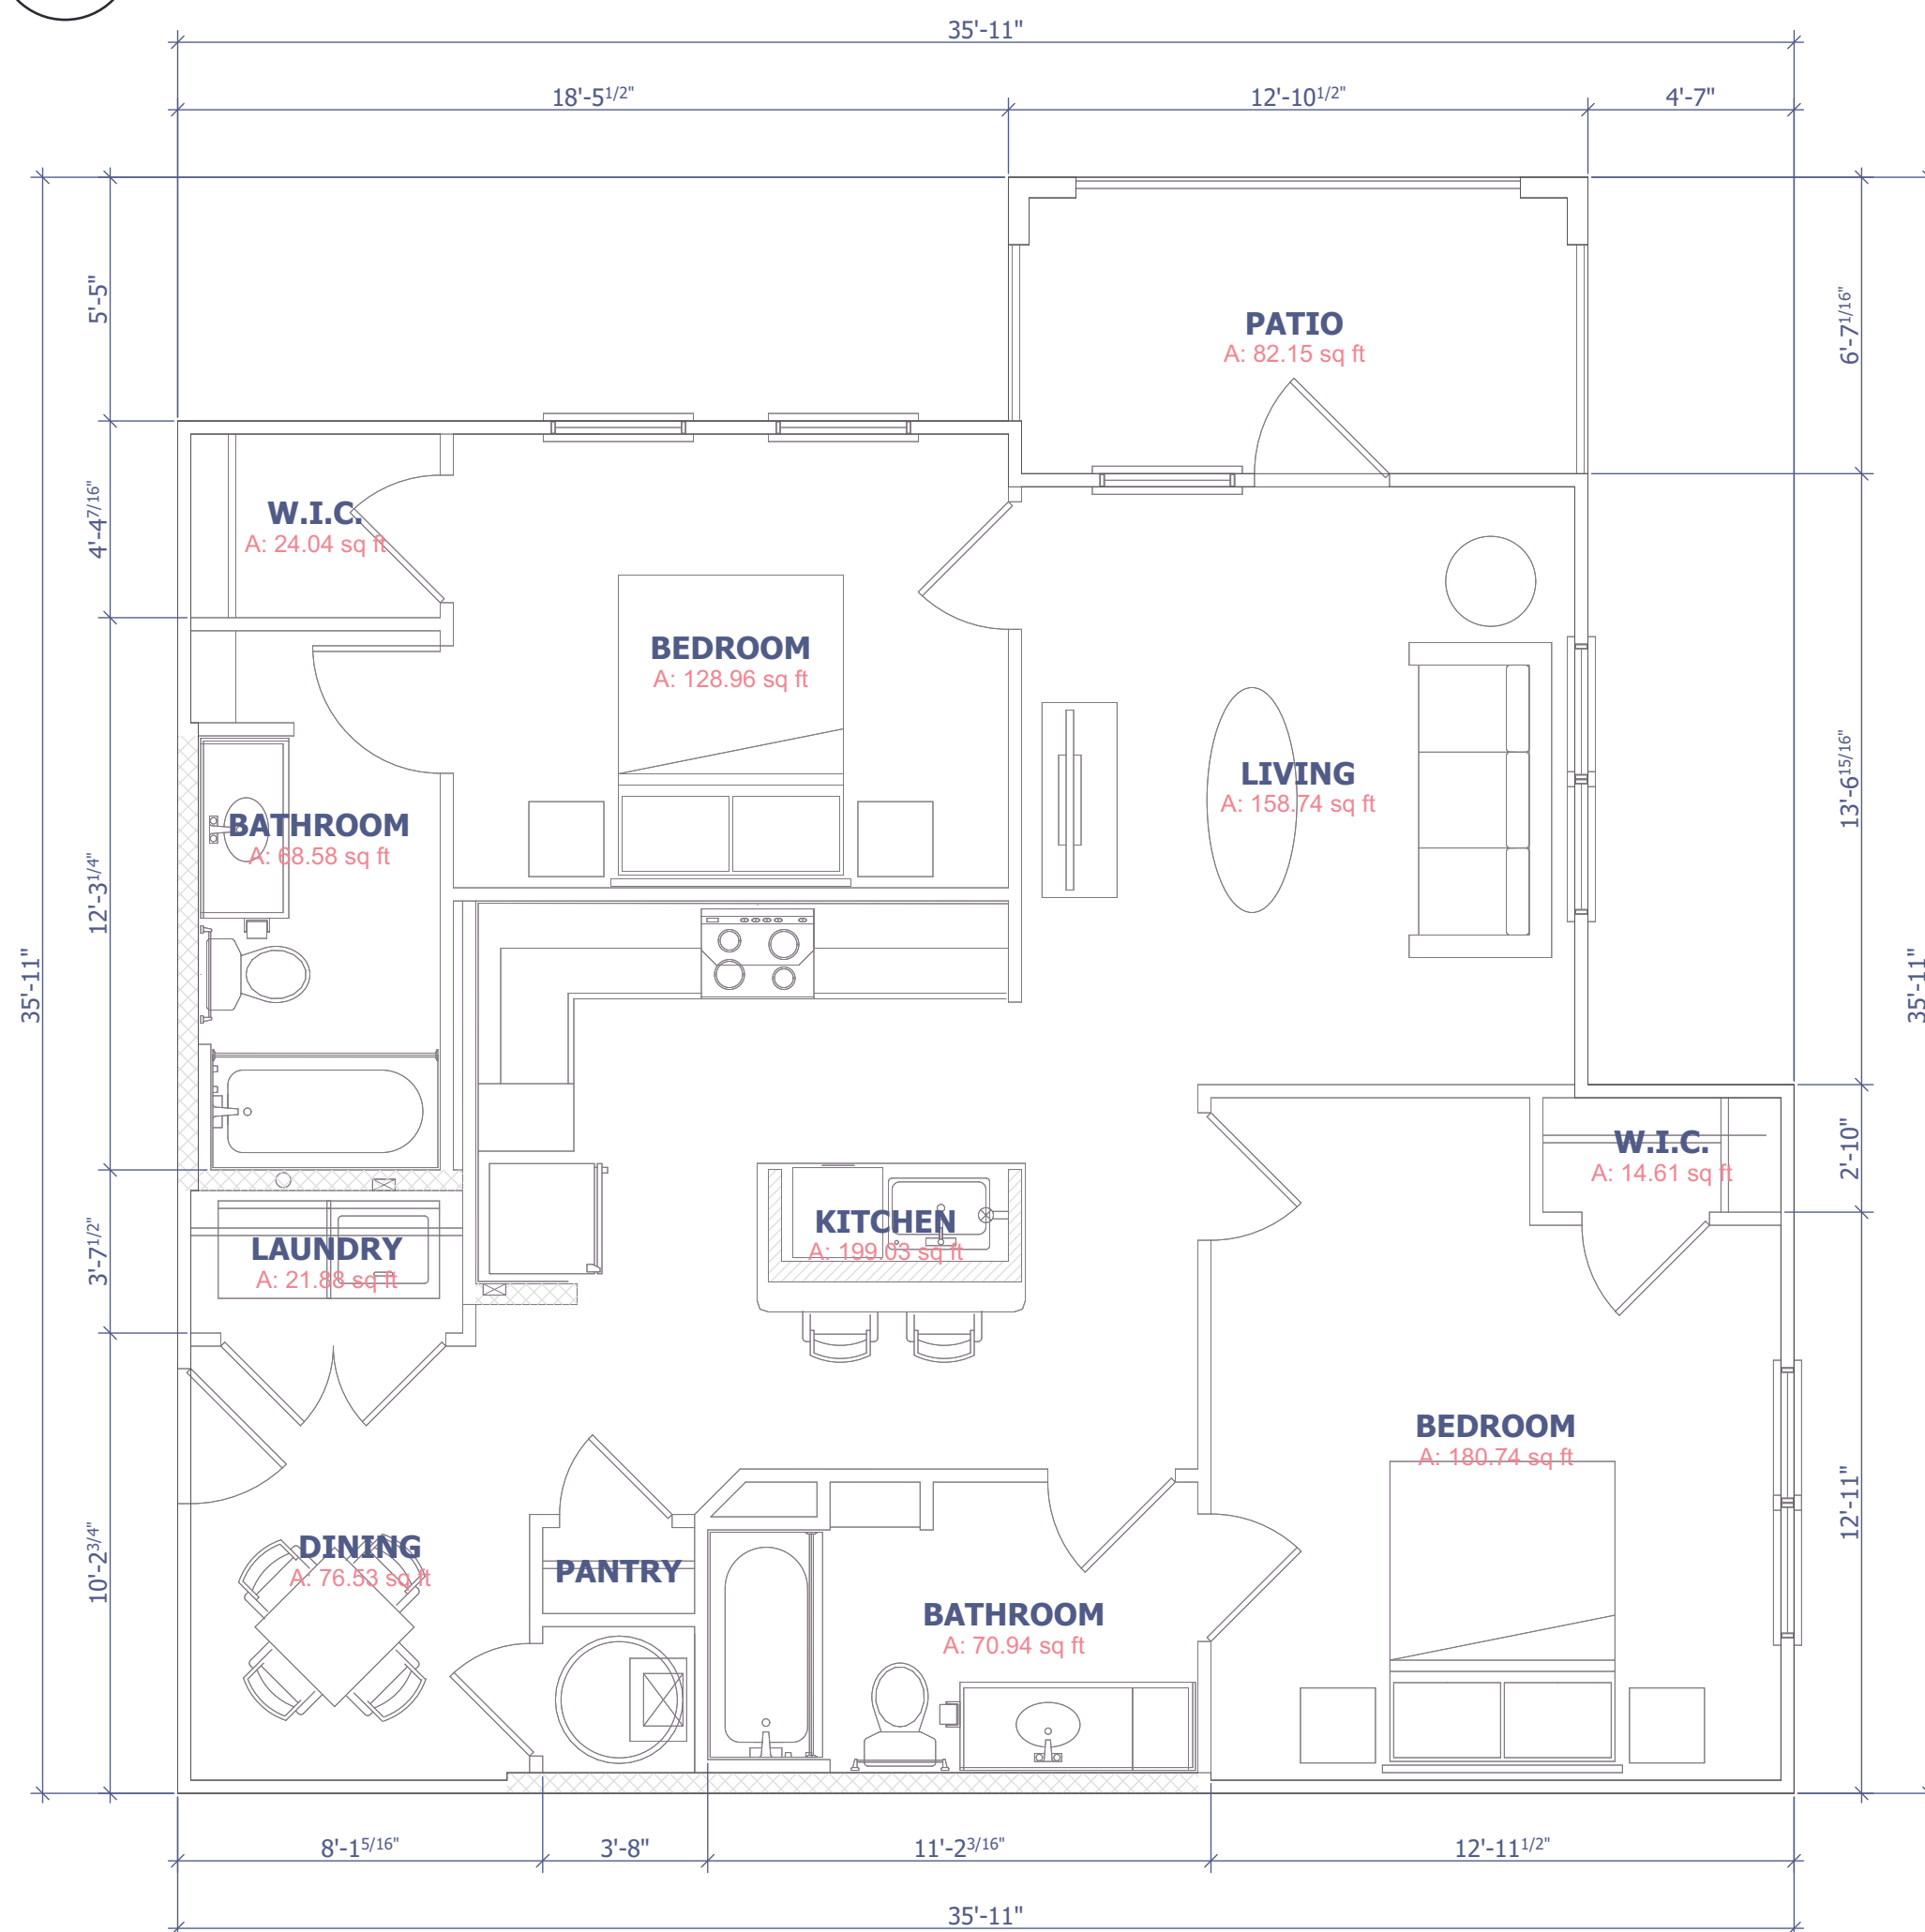 35'-11"
18'-5 1/2"
12'-10 1/2"
4'-7"
5'-5"
6'-7 1/16"
PATIO
A: 82.15 sq ft
4'-4 7/16"
W.I.C.
A: 24.04 sq ft
BEDROOM
A: 128.96 sq ft
LIVING
A: 158.74 sq ft
13'-6 15/16"
BATHROOM
A: 68.58 sq ft
12'-3 1/4"
35'-11"
35'-11"
W.I.C.
A: 14.61 sq ft
2'-10"
KITCHEN
A: 199.03 sq ft
LAUNDRY
A: 21.88 sq ft
3'-7 1/2"
BEDROOM
A: 180.74 sq ft
12'-11"
DINING
A: 76.53 sq ft
10'-2 3/4"
PANTRY
BATHROOM
A: 70.94 sq ft
8'-1 5/16"
3'-8"
11'-2 3/16"
12'-11 1/2"
35'-11"